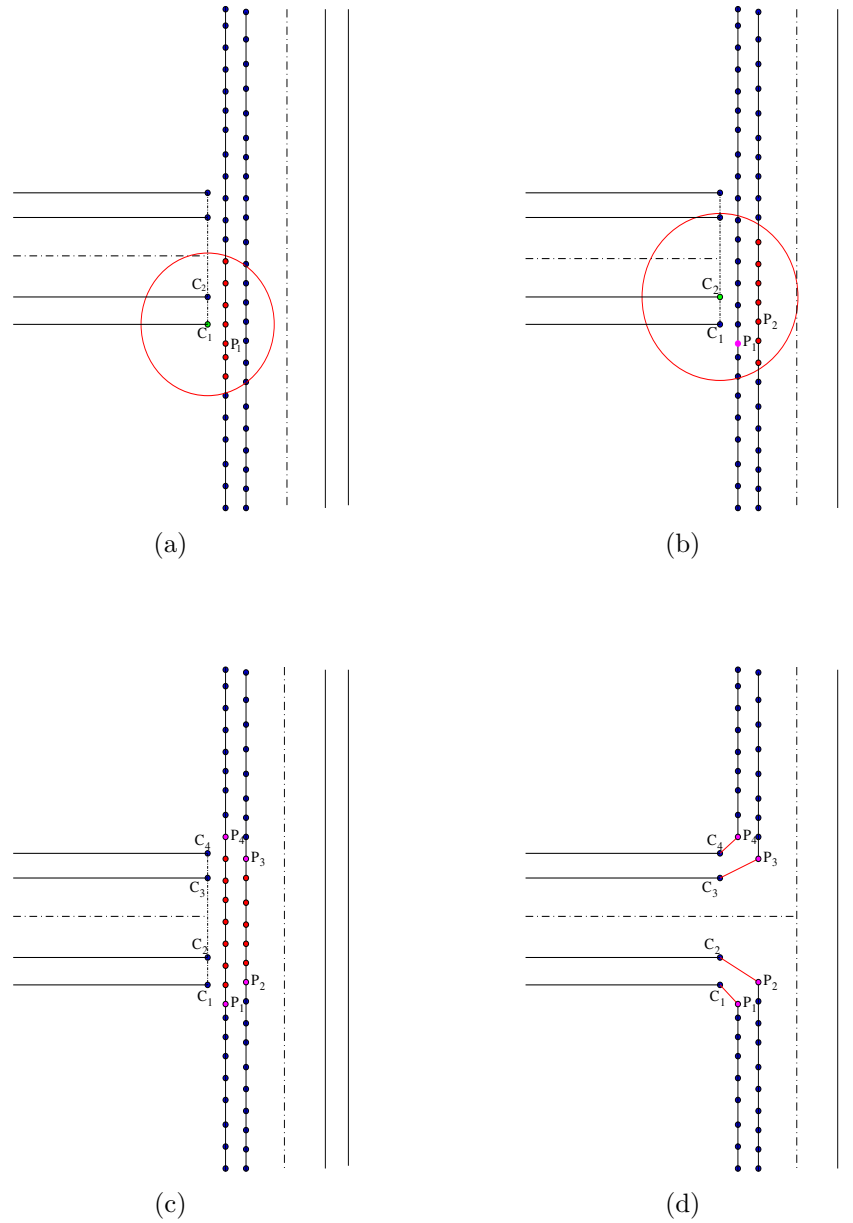 C₂
C₁
P₁
(a)
C₂
C₁
P₁
P₂
(b)
C₄
C₃
C₂
C₁
P₄
P₃
P₂
P₁
(c)
C₄
C₃
C₂
C₁
P₄
P₃
P₂
P₁
(d)